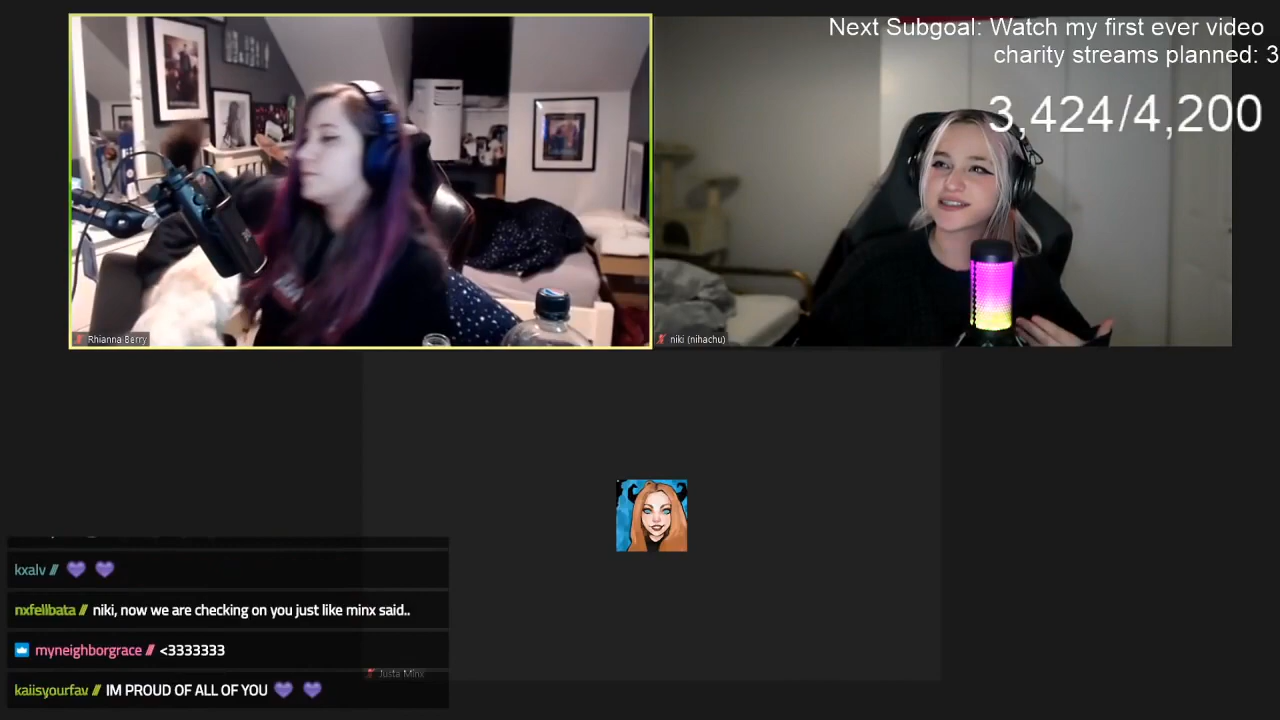 Next Subgoal: Watch my first ever video
charity streams planned: 3
3,424/4,200
Rhianna Berry
niki (nihachu)
kxalv //
nxfellbata // niki, now we are checking on you just like minx said..
myneighborgrace // <3333333
Justa Minx
kaiisyourfav // IM PROUD OF ALL OF YOU